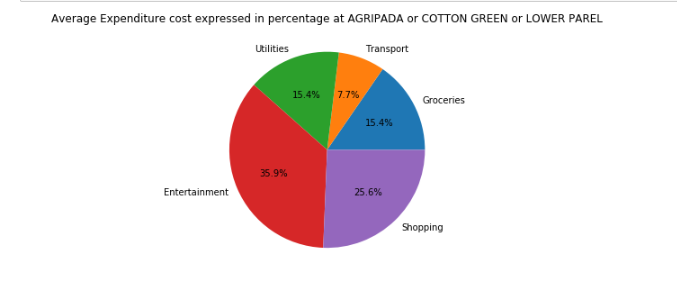 Average Expenditure cost expressed in percentage at AGRIPADA or COTTON GREEN or LOWER PAREL
Utilities
Transport
15.4%
7.7%
Groceries
15.4%
35.9%
Entertainment
25.6%
Shopping